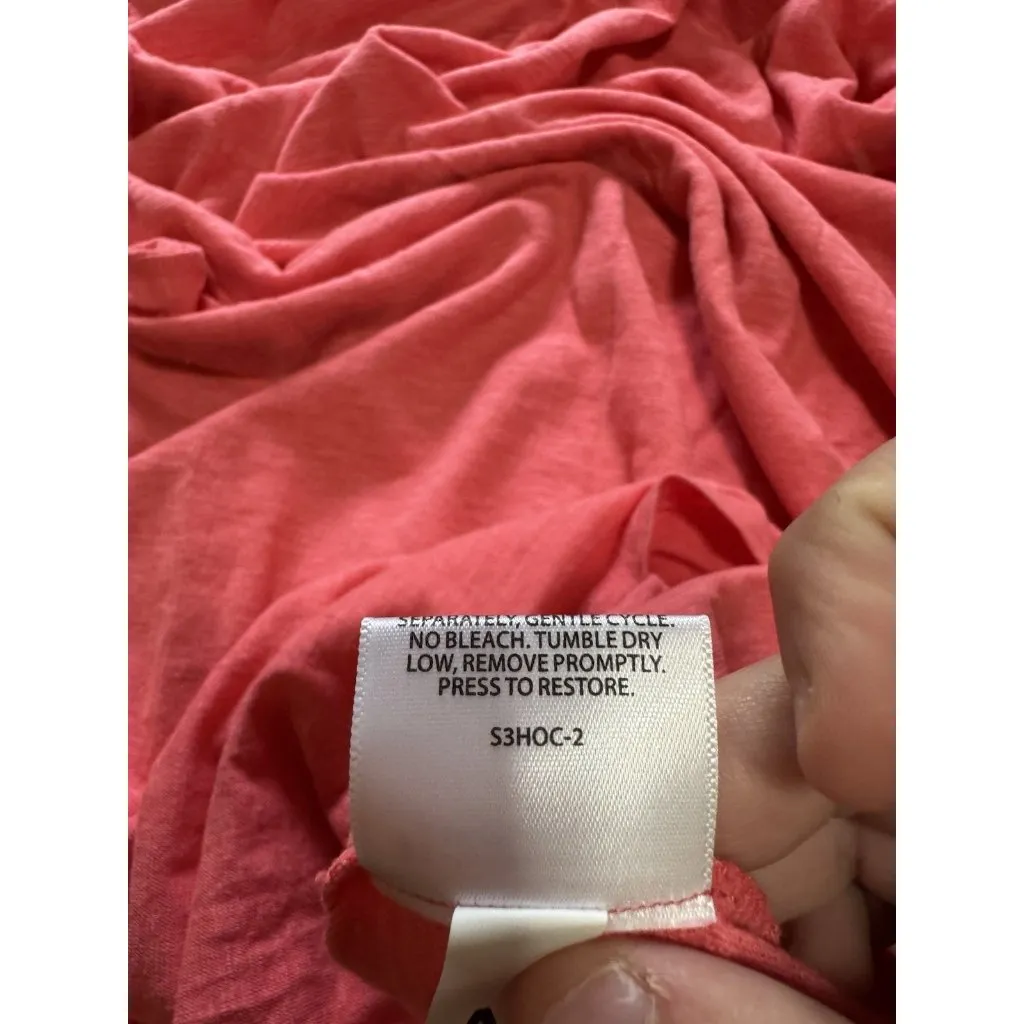 SEPARATELY, GENTLE CYCLE.
NO BLEACH. TUMBLE DRY
LOW, REMOVE PROMPTLY.
PRESS TO RESTORE.
S3HOC-2